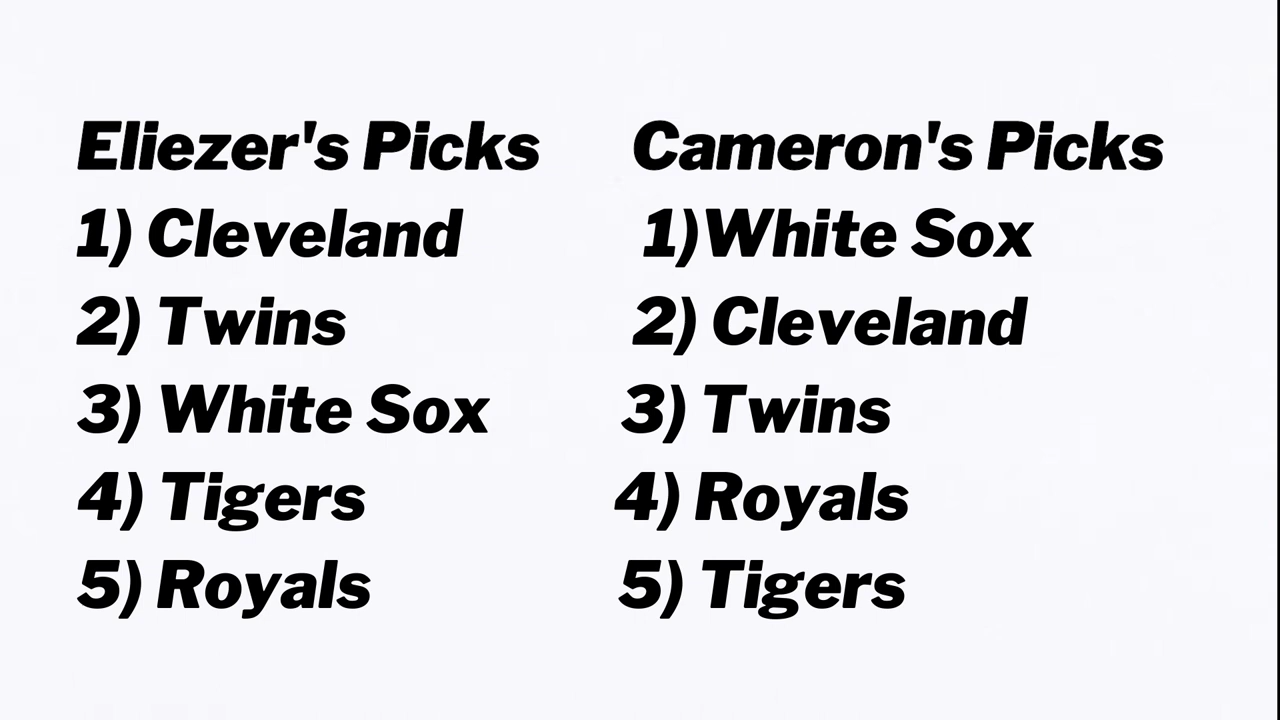 Eliezer's Picks
1) Cleveland
2) Twins
3) White Sox
4) Tigers
5) Royals
Cameron's Picks
1)White Sox
2) Cleveland
3) Twins
4) Royals
5) Tigers